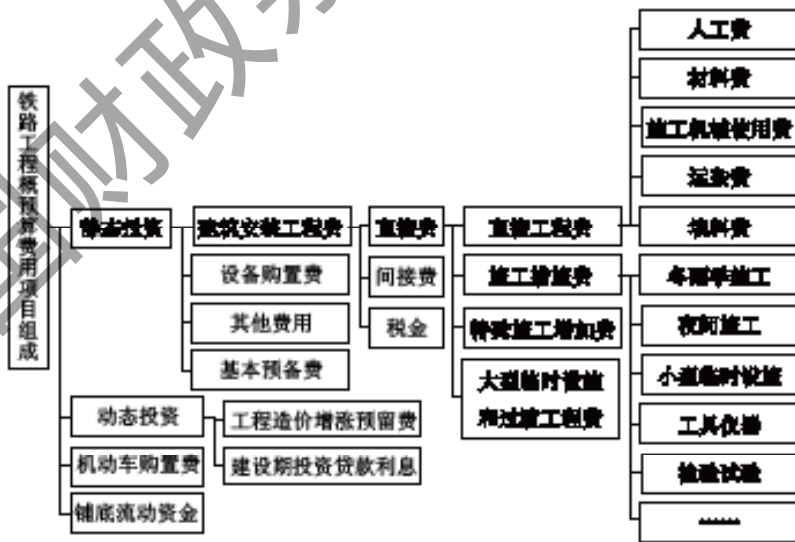 铁路工程概预算费用项目组成
静态投资
建筑安装工程费
直接费
直接工程费
人工费
材料费
施工机械使用费
运杂费
填料费
施工措施费
冬雨季施工
夜间施工
小型临时设施
工具仪器
检验试验
……
特殊施工增加费
大型临时设施
和过渡工程费
间接费
税金
设备购置费
其他费用
基本预备费
动态投资
工程造价增涨预留费
建设期投资贷款利息
机动车购置费
铺底流动资金
财政